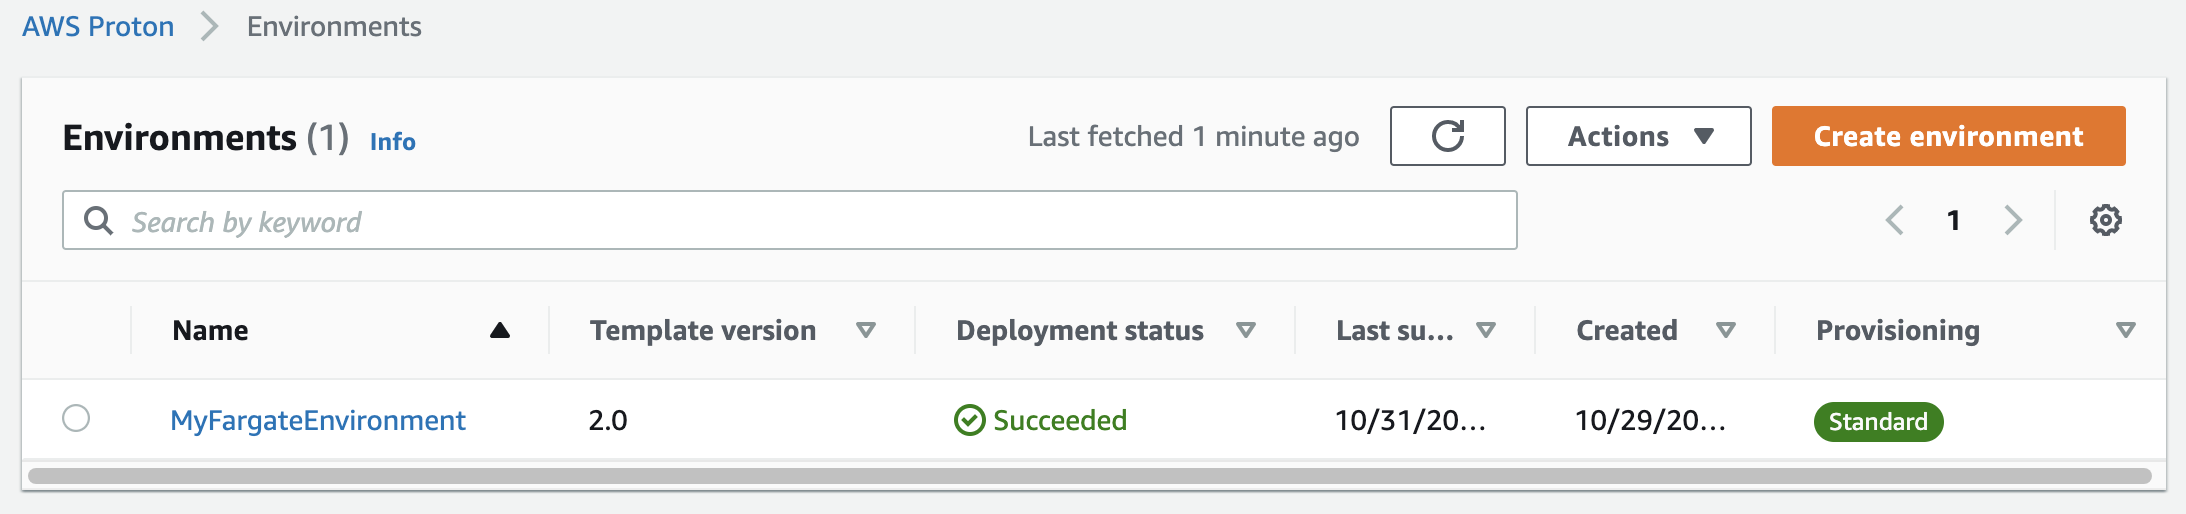 AWS Proton Environments
Environments (1) Info Last fetched 1 minute ago Actions Create environment
Search by keyword 1
Name Template version Deployment status Last su... Created Provisioning
MyFargateEnvironment 2.0 Succeeded 10/31/20... 10/29/20... Standard